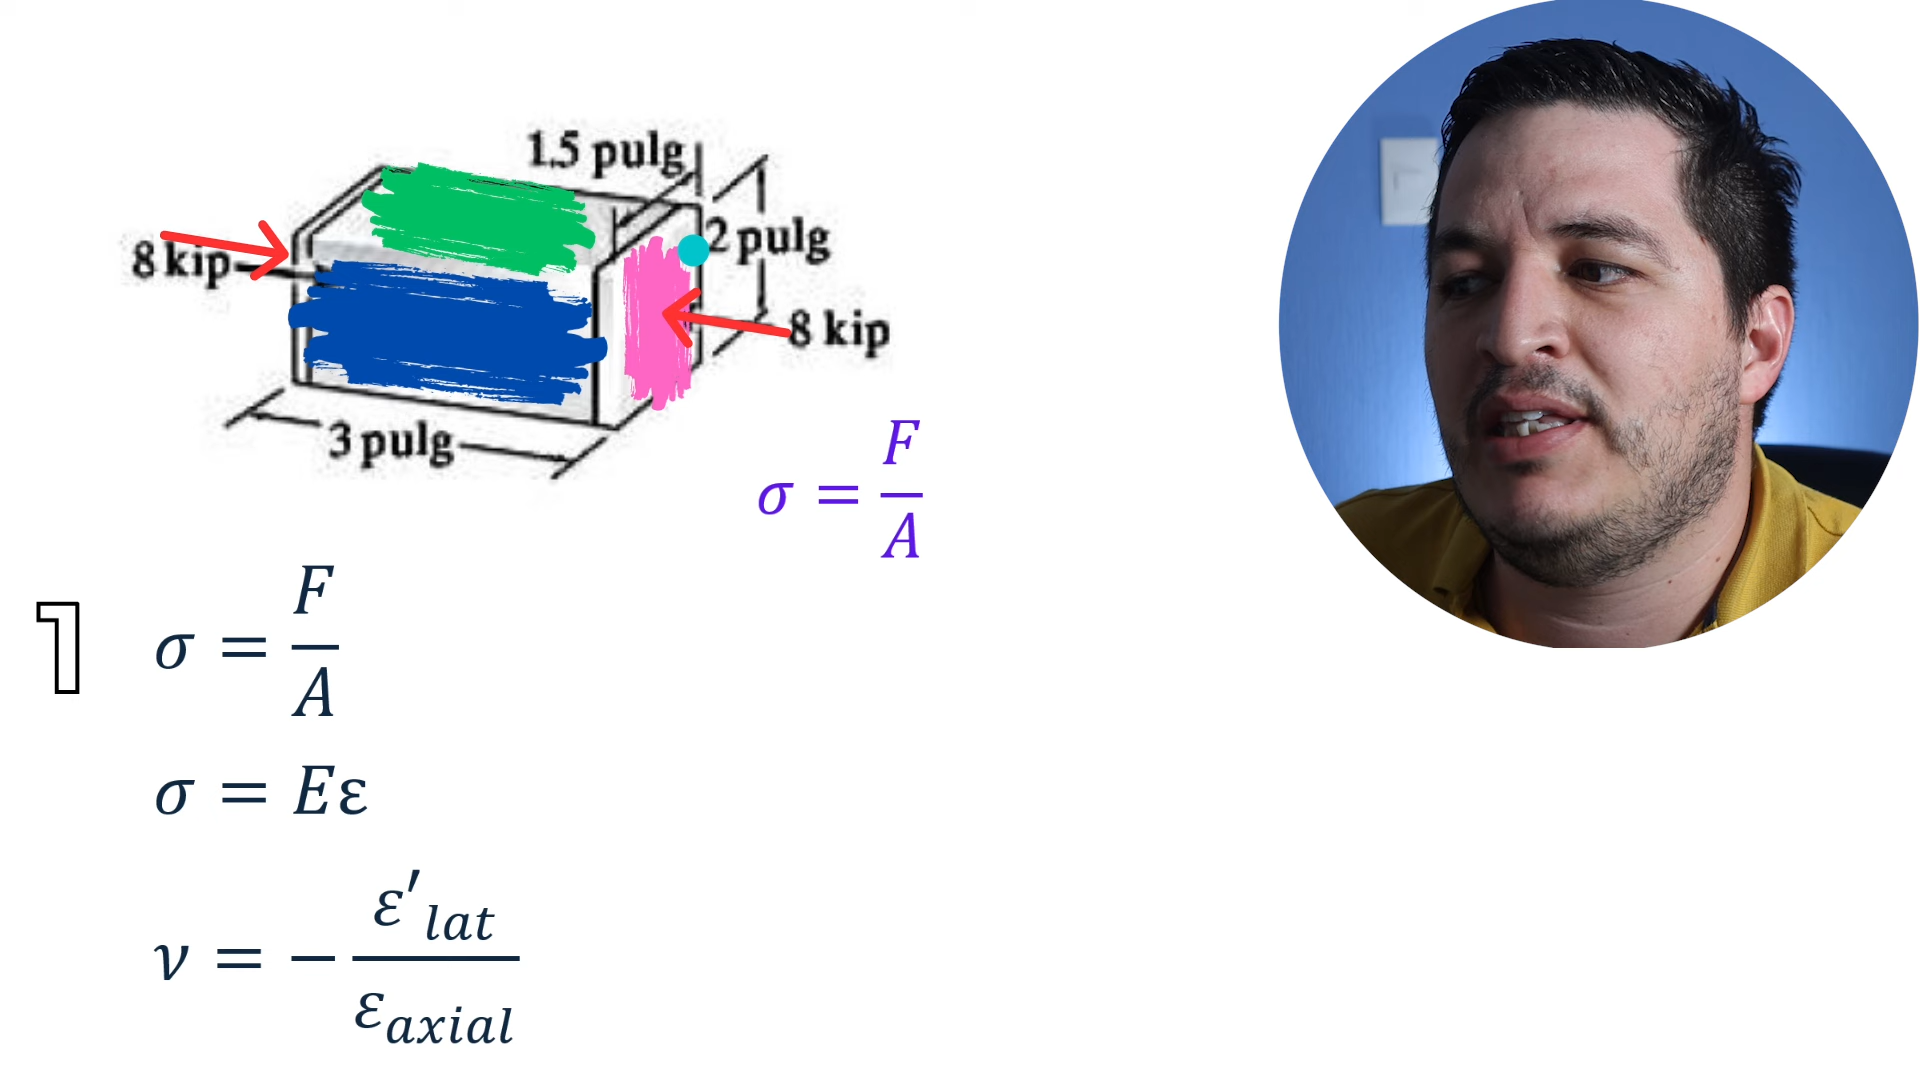 1.5 pulg
2 pulg
8 kip
8 kip
3 pulg
σ = F/A
1
σ = F/A
σ = Eε
ν = − ε′lat/εaxial